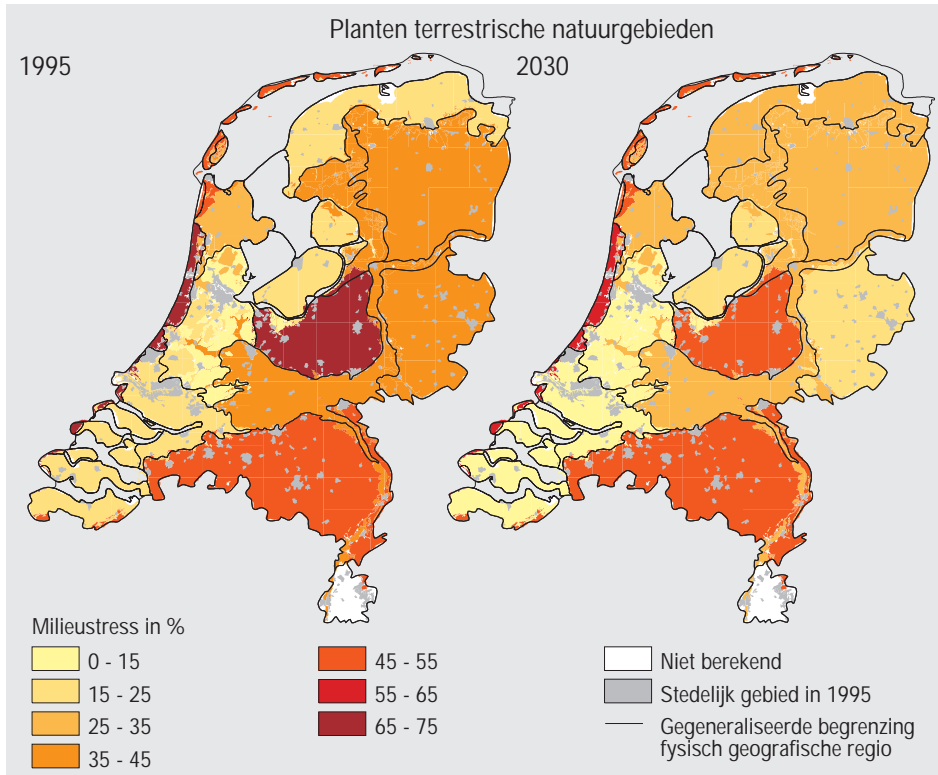 Planten terrestrische natuurgebieden
1995
2030
Milieustress in %
0 - 15
15 - 25
25 - 35
35 - 45
45 - 55
55 - 65
65 - 75
Niet berekend
Stedelijk gebied in 1995
Gegeneraliseerde begrenzing
fysisch geografische regio